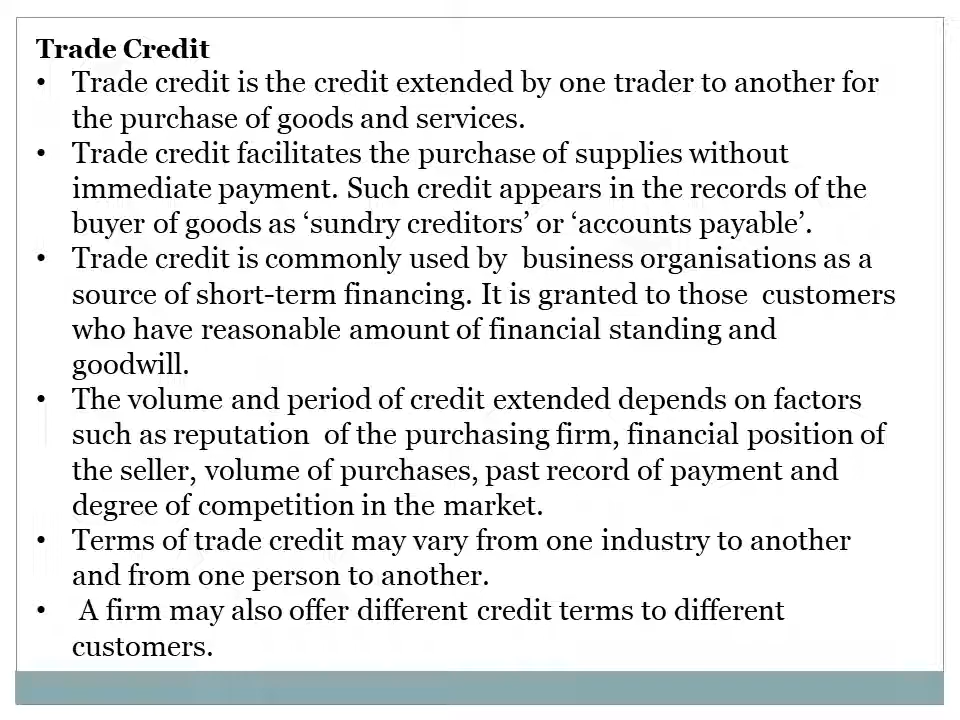 Trade Credit
• Trade credit is the credit extended by one trader to another for
the purchase of goods and services.
• Trade credit facilitates the purchase of supplies without
immediate payment. Such credit appears in the records of the
buyer of goods as ‘sundry creditors’ or ‘accounts payable’.
• Trade credit is commonly used by  business organisations as a
source of short-term financing. It is granted to those  customers
who have reasonable amount of financial standing and
goodwill.
• The volume and period of credit extended depends on factors
such as reputation  of the purchasing firm, financial position of
the seller, volume of purchases, past record of payment and
degree of competition in the market.
• Terms of trade credit may vary from one industry to another
and from one person to another.
•  A firm may also offer different credit terms to different
customers.